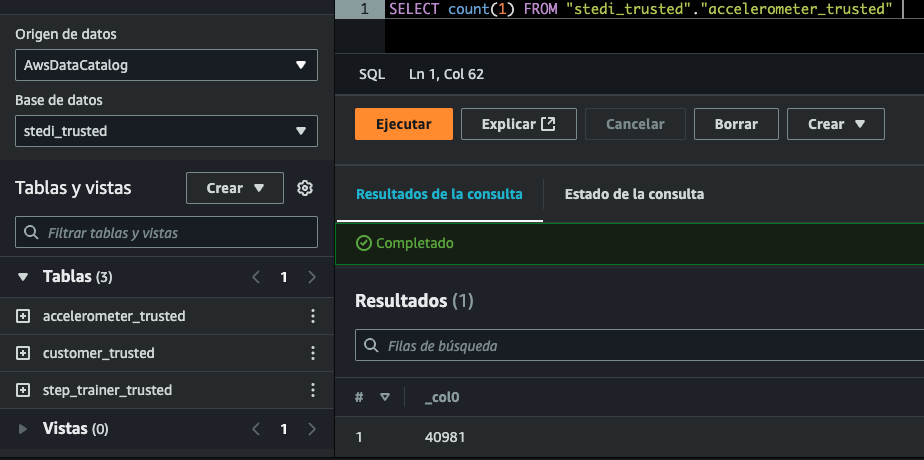 Origen de datos
AwsDataCatalog
Base de datos
stedi_trusted
Tablas y vistas
Crear
Filtrar tablas y vistas
Tablas (3)
1
accelerometer_trusted
customer_trusted
step_trainer_trusted
Vistas (0)
1
1 SELECT count(1) FROM "stedi_trusted"."accelerometer_trusted"
SQL Ln 1, Col 62
Ejecutar Explicar Cancelar Borrar Crear
Resultados de la consulta Estado de la consulta
Completado
Resultados (1)
Filas de búsqueda
# _col0
1 40981